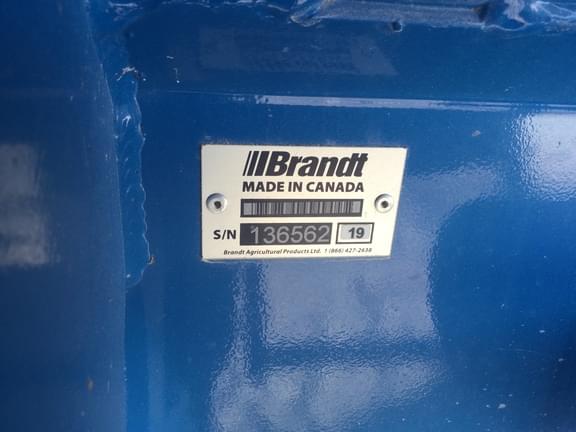 Brandt
MADE IN CANADA
S/N 136562 19
Brandt Agricultural Products Ltd. 1 (866) 427-2638